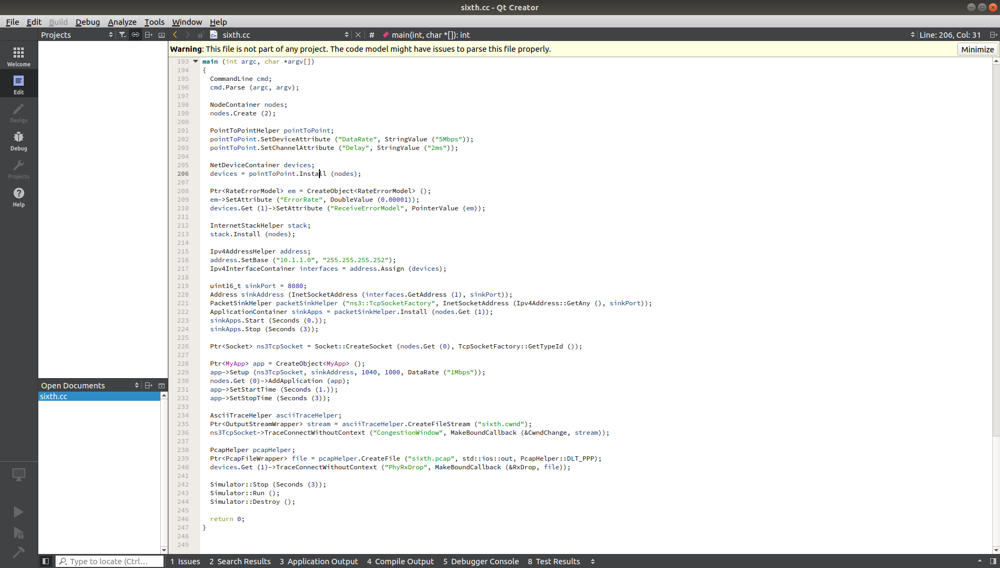 sixth.cc - Qt Creator
File Edit Build Debug Analyze Tools Window Help
Projects
sixth.cc
#
main(int, char *[]): int
Line: 206, Col: 31
Warning: This file is not part of any project. The code model might have issues to parse this file properly.
Minimize
Welcome
Edit
Design
Debug
Projects
Help
193 main (int argc, char *argv[])
194 {
195 CommandLine cmd;
196 cmd.Parse (argc, argv);
197
198 NodeContainer nodes;
199 nodes.Create (2);
200
201 PointToPointHelper pointToPoint;
202 pointToPoint.SetDeviceAttribute ("DataRate", StringValue ("5Mbps"));
203 pointToPoint.SetChannelAttribute ("Delay", StringValue ("2ms"));
204
205 NetDeviceContainer devices;
206 devices = pointToPoint.Install (nodes);
207
208 Ptr<RateErrorModel> em = CreateObject<RateErrorModel> ();
209 em->SetAttribute ("ErrorRate", DoubleValue (0.00001));
210 devices.Get (1)->SetAttribute ("ReceiveErrorModel", PointerValue (em));
211
212 InternetStackHelper stack;
213 stack.Install (nodes);
214
215 Ipv4AddressHelper address;
216 address.SetBase ("10.1.1.0", "255.255.255.252");
217 Ipv4InterfaceContainer interfaces = address.Assign (devices);
218
219 uint16_t sinkPort = 8080;
220 Address sinkAddress (InetSocketAddress (interfaces.GetAddress (1), sinkPort));
221 PacketSinkHelper packetSinkHelper ("ns3::TcpSocketFactory", InetSocketAddress (Ipv4Address::GetAny (), sinkPort));
222 ApplicationContainer sinkApps = packetSinkHelper.Install (nodes.Get (1));
223 sinkApps.Start (Seconds (0.));
224 sinkApps.Stop (Seconds (3));
225
226 Ptr<Socket> ns3TcpSocket = Socket::CreateSocket (nodes.Get (0), TcpSocketFactory::GetTypeId ());
227
228 Ptr<MyApp> app = CreateObject<MyApp> ();
229 app->Setup (ns3TcpSocket, sinkAddress, 1040, 1000, DataRate ("1Mbps"));
230 nodes.Get (0)->AddApplication (app);
231 app->SetStartTime (Seconds (1.));
232 app->SetStopTime (Seconds (3));
233
234 AsciiTraceHelper asciiTraceHelper;
235 Ptr<OutputStreamWrapper> stream = asciiTraceHelper.CreateFileStream ("sixth.cwnd");
236 ns3TcpSocket->TraceConnectWithoutContext ("CongestionWindow", MakeBoundCallback (&CwndChange, stream));
237
238 PcapHelper pcapHelper;
239 Ptr<PcapFileWrapper> file = pcapHelper.CreateFile ("sixth.pcap", std::ios::out, PcapHelper::DLT_PPP);
240 devices.Get (1)->TraceConnectWithoutContext ("PhyRxDrop", MakeBoundCallback (&RxDrop, file));
241
242 Simulator::Stop (Seconds (3));
243 Simulator::Run ();
244 Simulator::Destroy ();
245
246 return 0;
247 }
248
249
Open Documents
sixth.cc
Type to locate (Ctrl...
1 Issues 2 Search Results 3 Application Output 4 Compile Output 5 Debugger Console 8 Test Results